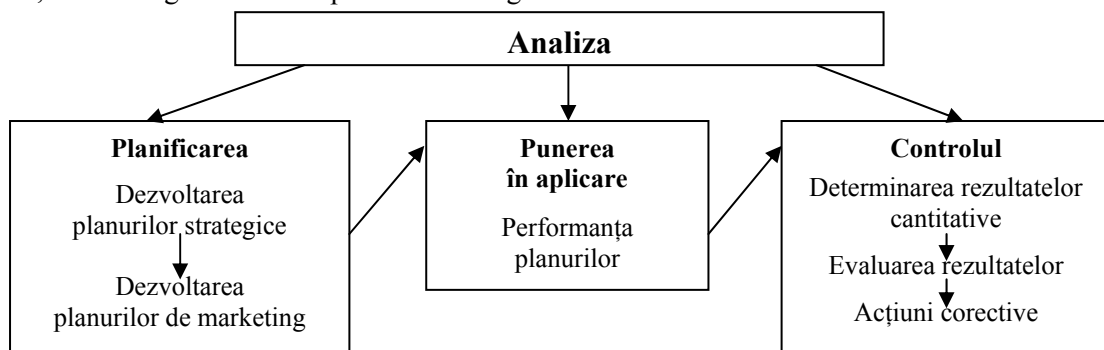 Analiza
Planificarea
Dezvoltarea
planurilor strategice
Dezvoltarea
planurilor de marketing
Punerea
în aplicare
Performanța
planurilor
Controlul
Determinarea rezultatelor
cantitative
Evaluarea rezultatelor
Acțiuni corective